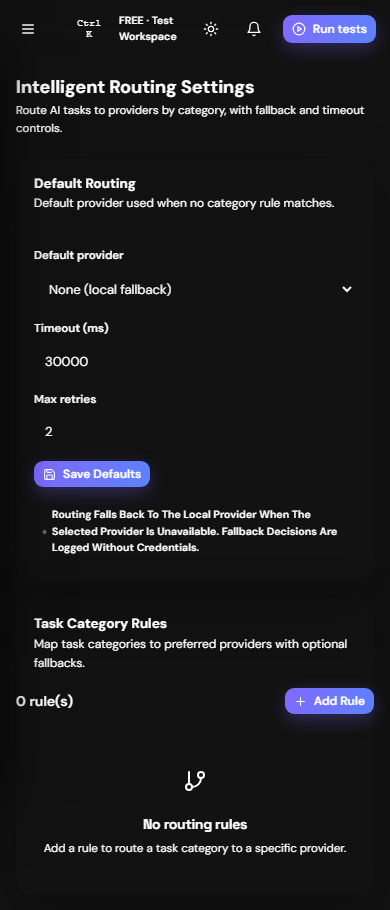 Ctrl
K
FREE · Test
Workspace
Run tests
Intelligent Routing Settings
Route AI tasks to providers by category, with fallback and timeout
controls.
Default Routing
Default provider used when no category rule matches.
Default provider
None (local fallback)
Timeout (ms)
30000
Max retries
2
Save Defaults
Routing Falls Back To The Local Provider When The
Selected Provider Is Unavailable. Fallback Decisions Are
Logged Without Credentials.
Task Category Rules
Map task categories to preferred providers with optional
fallbacks.
0 rule(s)
Add Rule
No routing rules
Add a rule to route a task category to a specific provider.